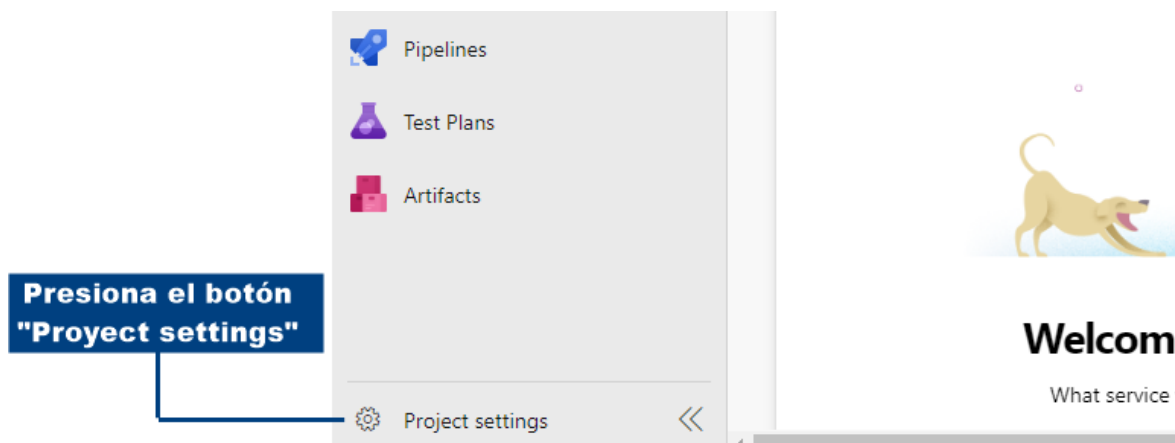 Pipelines
Test Plans
Artifacts
Presiona el botón
"Proyect settings"
Project settings
Welcom
What service